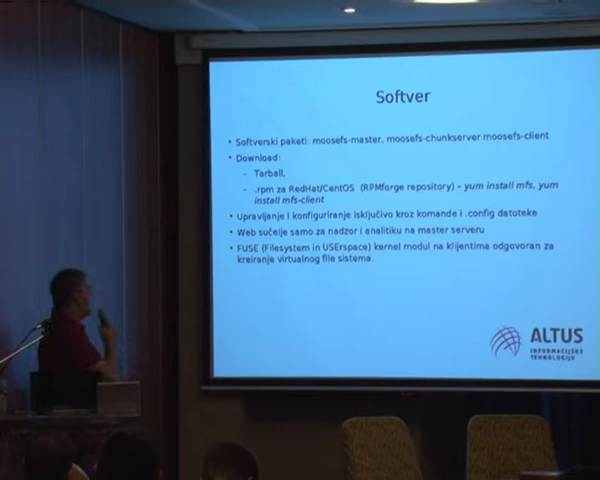 Softver
• Softverski paketi: moosefs-master, moosefs-chunkserver moosefs-client
• Download:
– Tarball,
– .rpm za RedHat/CentOS (RPMforge repository) – yum install mfs, yum
install mfs-client
• Upravljanje i konfiguriranje isključivo kroz komande i .config datoteke
• Web sučelje samo za nadzor i analitiku na master serveru
• FUSE (Filesystem in USErspace) kernel modul na klijentima odgovoran za
kreiranje virtualnog file sistema.
ALTUS
INFORMACIJSKE
TEHNOLOGIJE